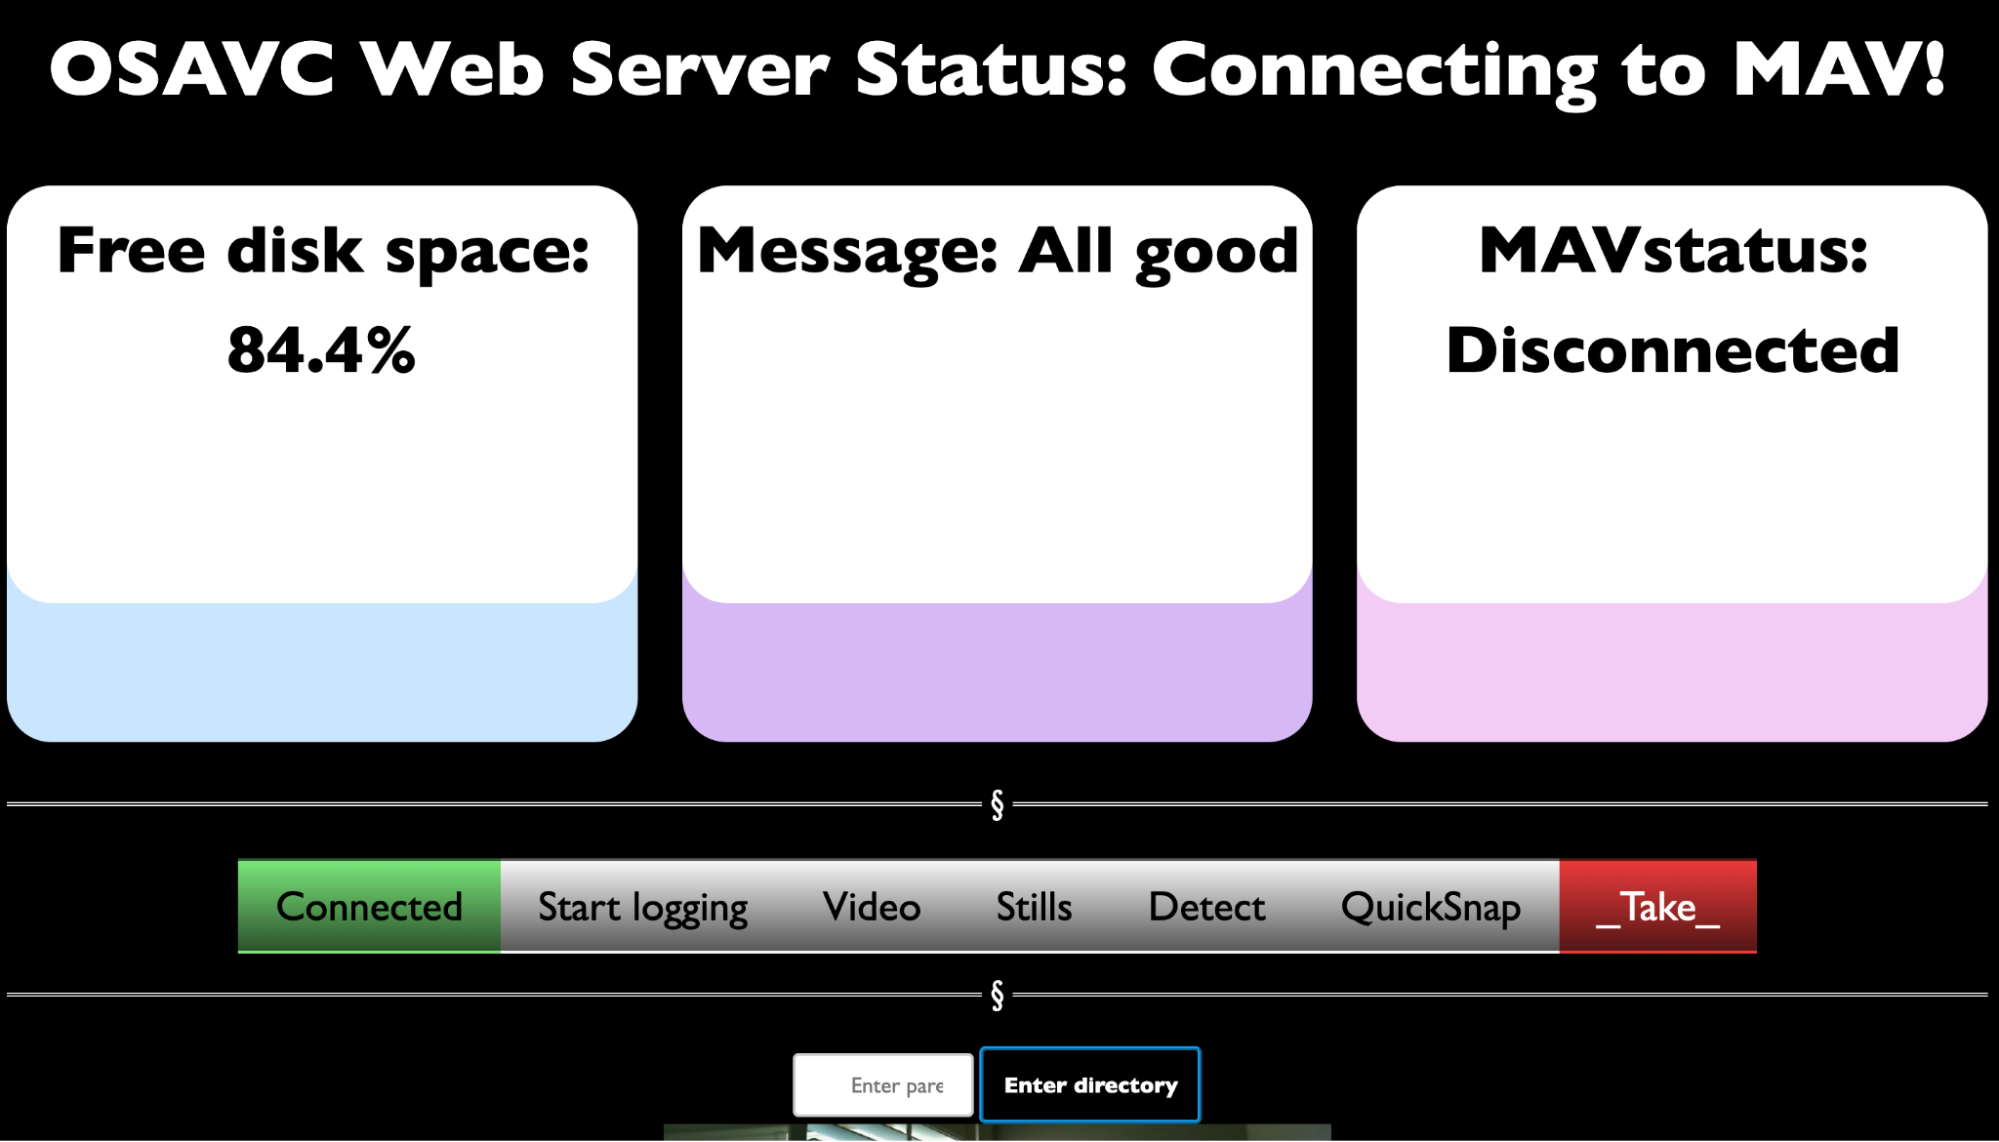 OSAVC Web Server Status: Connecting to MAV!
Free disk space:
84.4%
Message: All good
MAVstatus:
Disconnected
§
Connected Start logging Video Stills Detect QuickSnap _Take_
§
Enter pare Enter directory